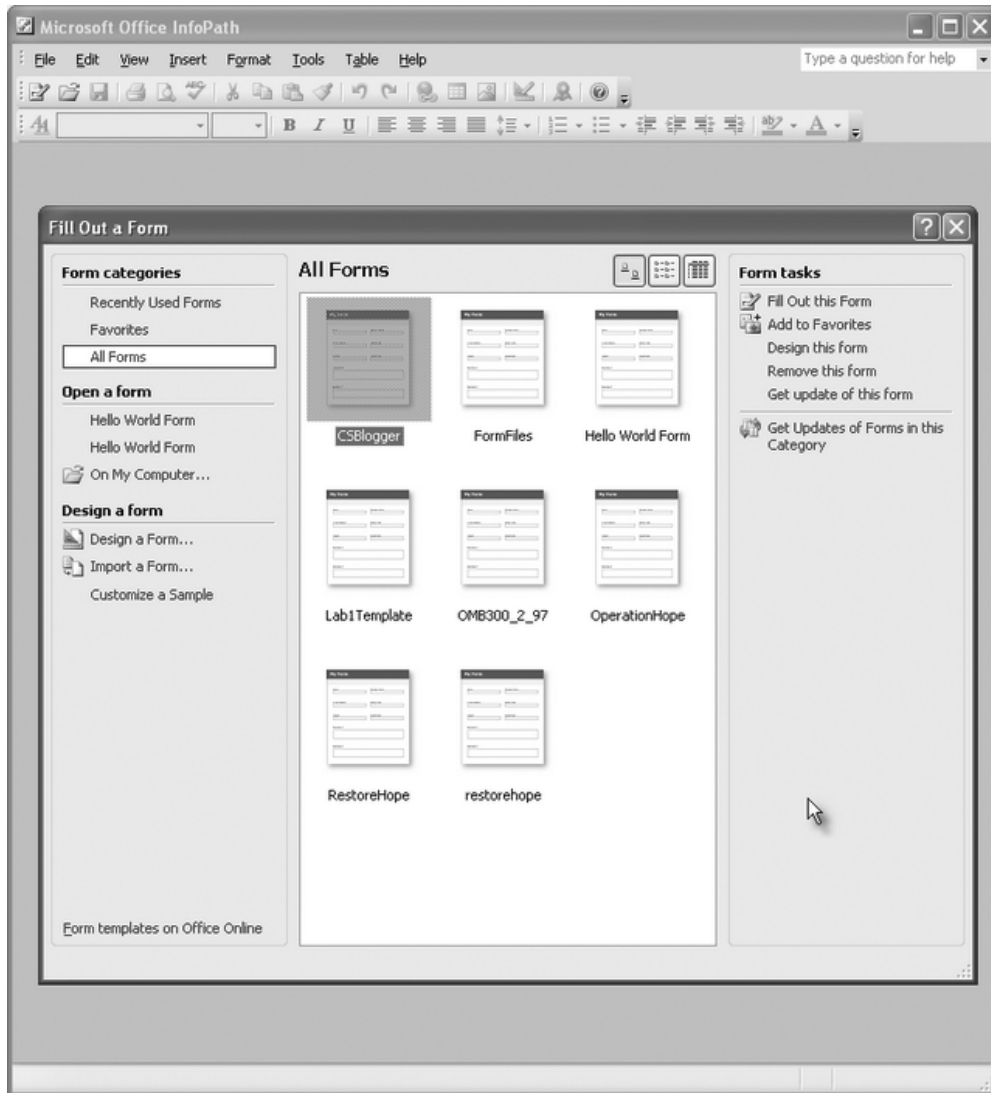 Microsoft Office InfoPath
File Edit View Insert Format Tools Table Help
Type a question for help
B I U
Fill Out a Form
Form categories
Recently Used Forms
Favorites
All Forms
Open a form
Hello World Form
Hello World Form
On My Computer...
Design a form
Design a Form...
Import a Form...
Customize a Sample
Form templates on Office Online
All Forms
CSBlogger
FormFiles
Hello World Form
Lab1Template
OMB300_2_97
OperationHope
RestoreHope
restorehope
Form tasks
Fill Out this Form
Add to Favorites
Design this form
Remove this form
Get update of this form
Get Updates of Forms in this
Category